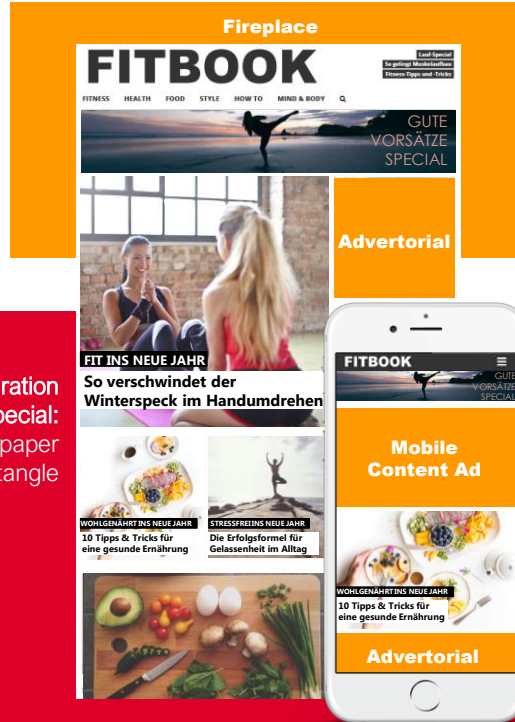 Fireplace
FITBOOK
Lauf-Special
So gelingt Muskelaufbau
Fitness-Tipps und -Tricks
FITNESS HEALTH FOOD STYLE HOW TO MIND & BODY
GUTE
VORSÄTZE
SPECIAL
Advertorial
FIT INS NEUE JAHR
So verschwindet der
Winterspeck im Handumdrehen
WOHLGENÄHRT INS NEUE JAHR
10 Tipps & Tricks für
eine gesunde Ernährung
STRESSFREI INS NEUE JAHR
Die Erfolgsformel für
Gelassenheit im Alltag
ration
pecial:
paper
tangle
FITBOOK
GUTE
VORSÄTZE
SPECIAL
Mobile
Content Ad
WOHLGENÄHRT INS NEUE JAHR
10 Tipps & Tricks für
eine gesunde Ernährung
Advertorial